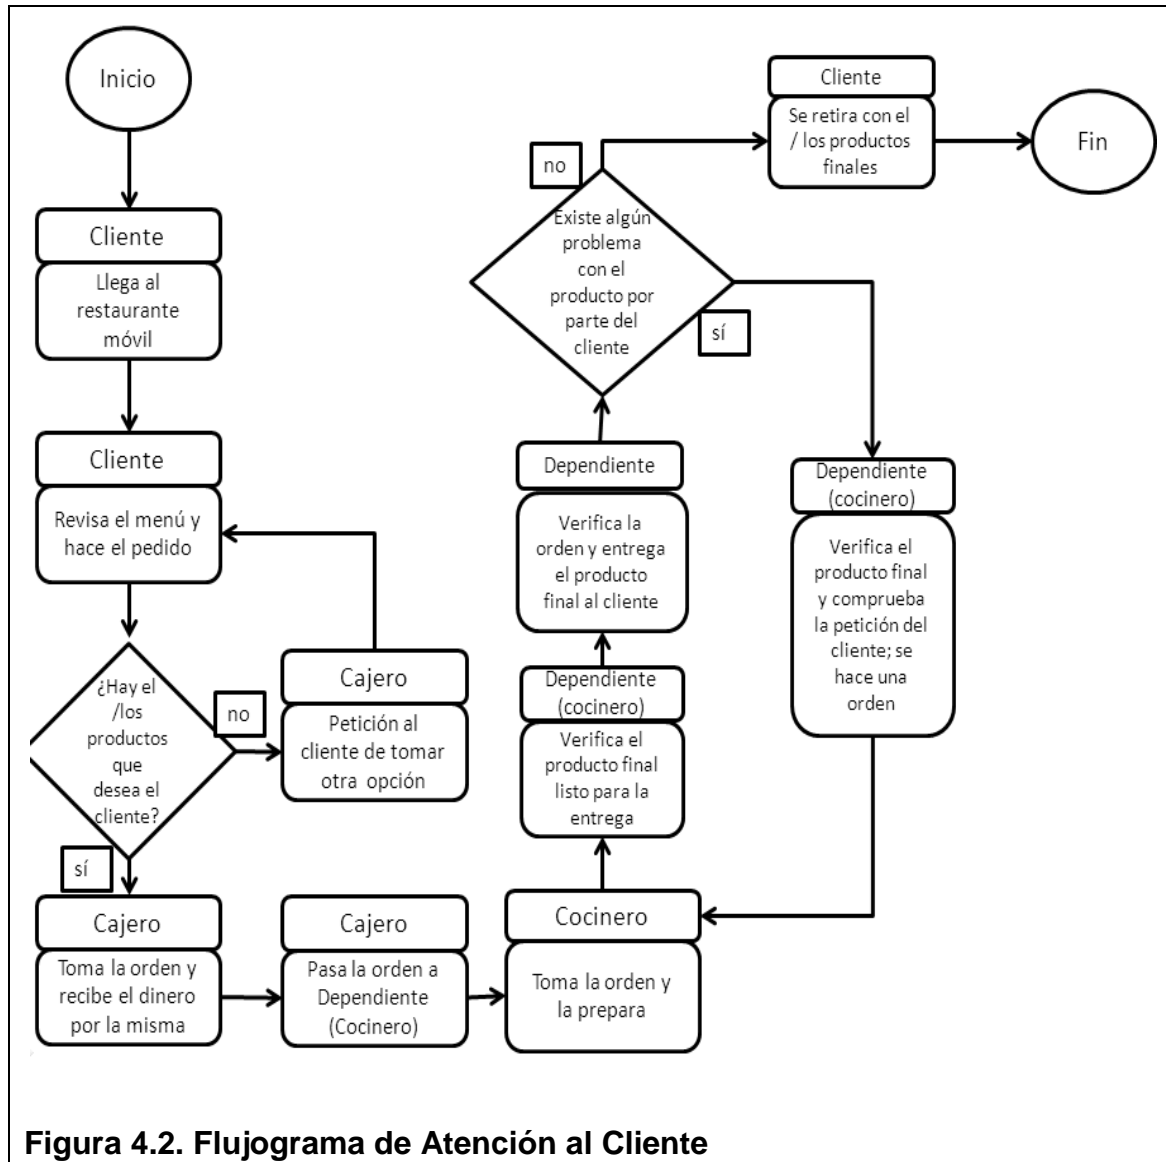 Inicio
Cliente
Llega al
restaurante
móvil
Cliente
Revisa el menú y
hace el pedido
¿Hay el
/los
productos
que
desea el
cliente?
no
Cajero
Petición al
cliente de tomar
otra opción
sí
Cajero
Toma la orden y
recibe el dinero
por la misma
Cajero
Pasa la orden a
Dependiente
(Cocinero)
Cocinero
Toma la orden y
la prepara
Dependiente
(cocinero)
Verifica el
producto final
listo para la
entrega
Dependiente
Verifica la
orden y entrega
el producto
final al cliente
Existe algún
problema
con el
producto por
parte del
cliente
sí
Dependiente
(cocinero)
Verifica el
producto final
y comprueba
la petición del
cliente; se
hace una
orden
no
Cliente
Se retira con el
/ los productos
finales
Fin
Figura 4.2. Flujograma de Atención al Cliente